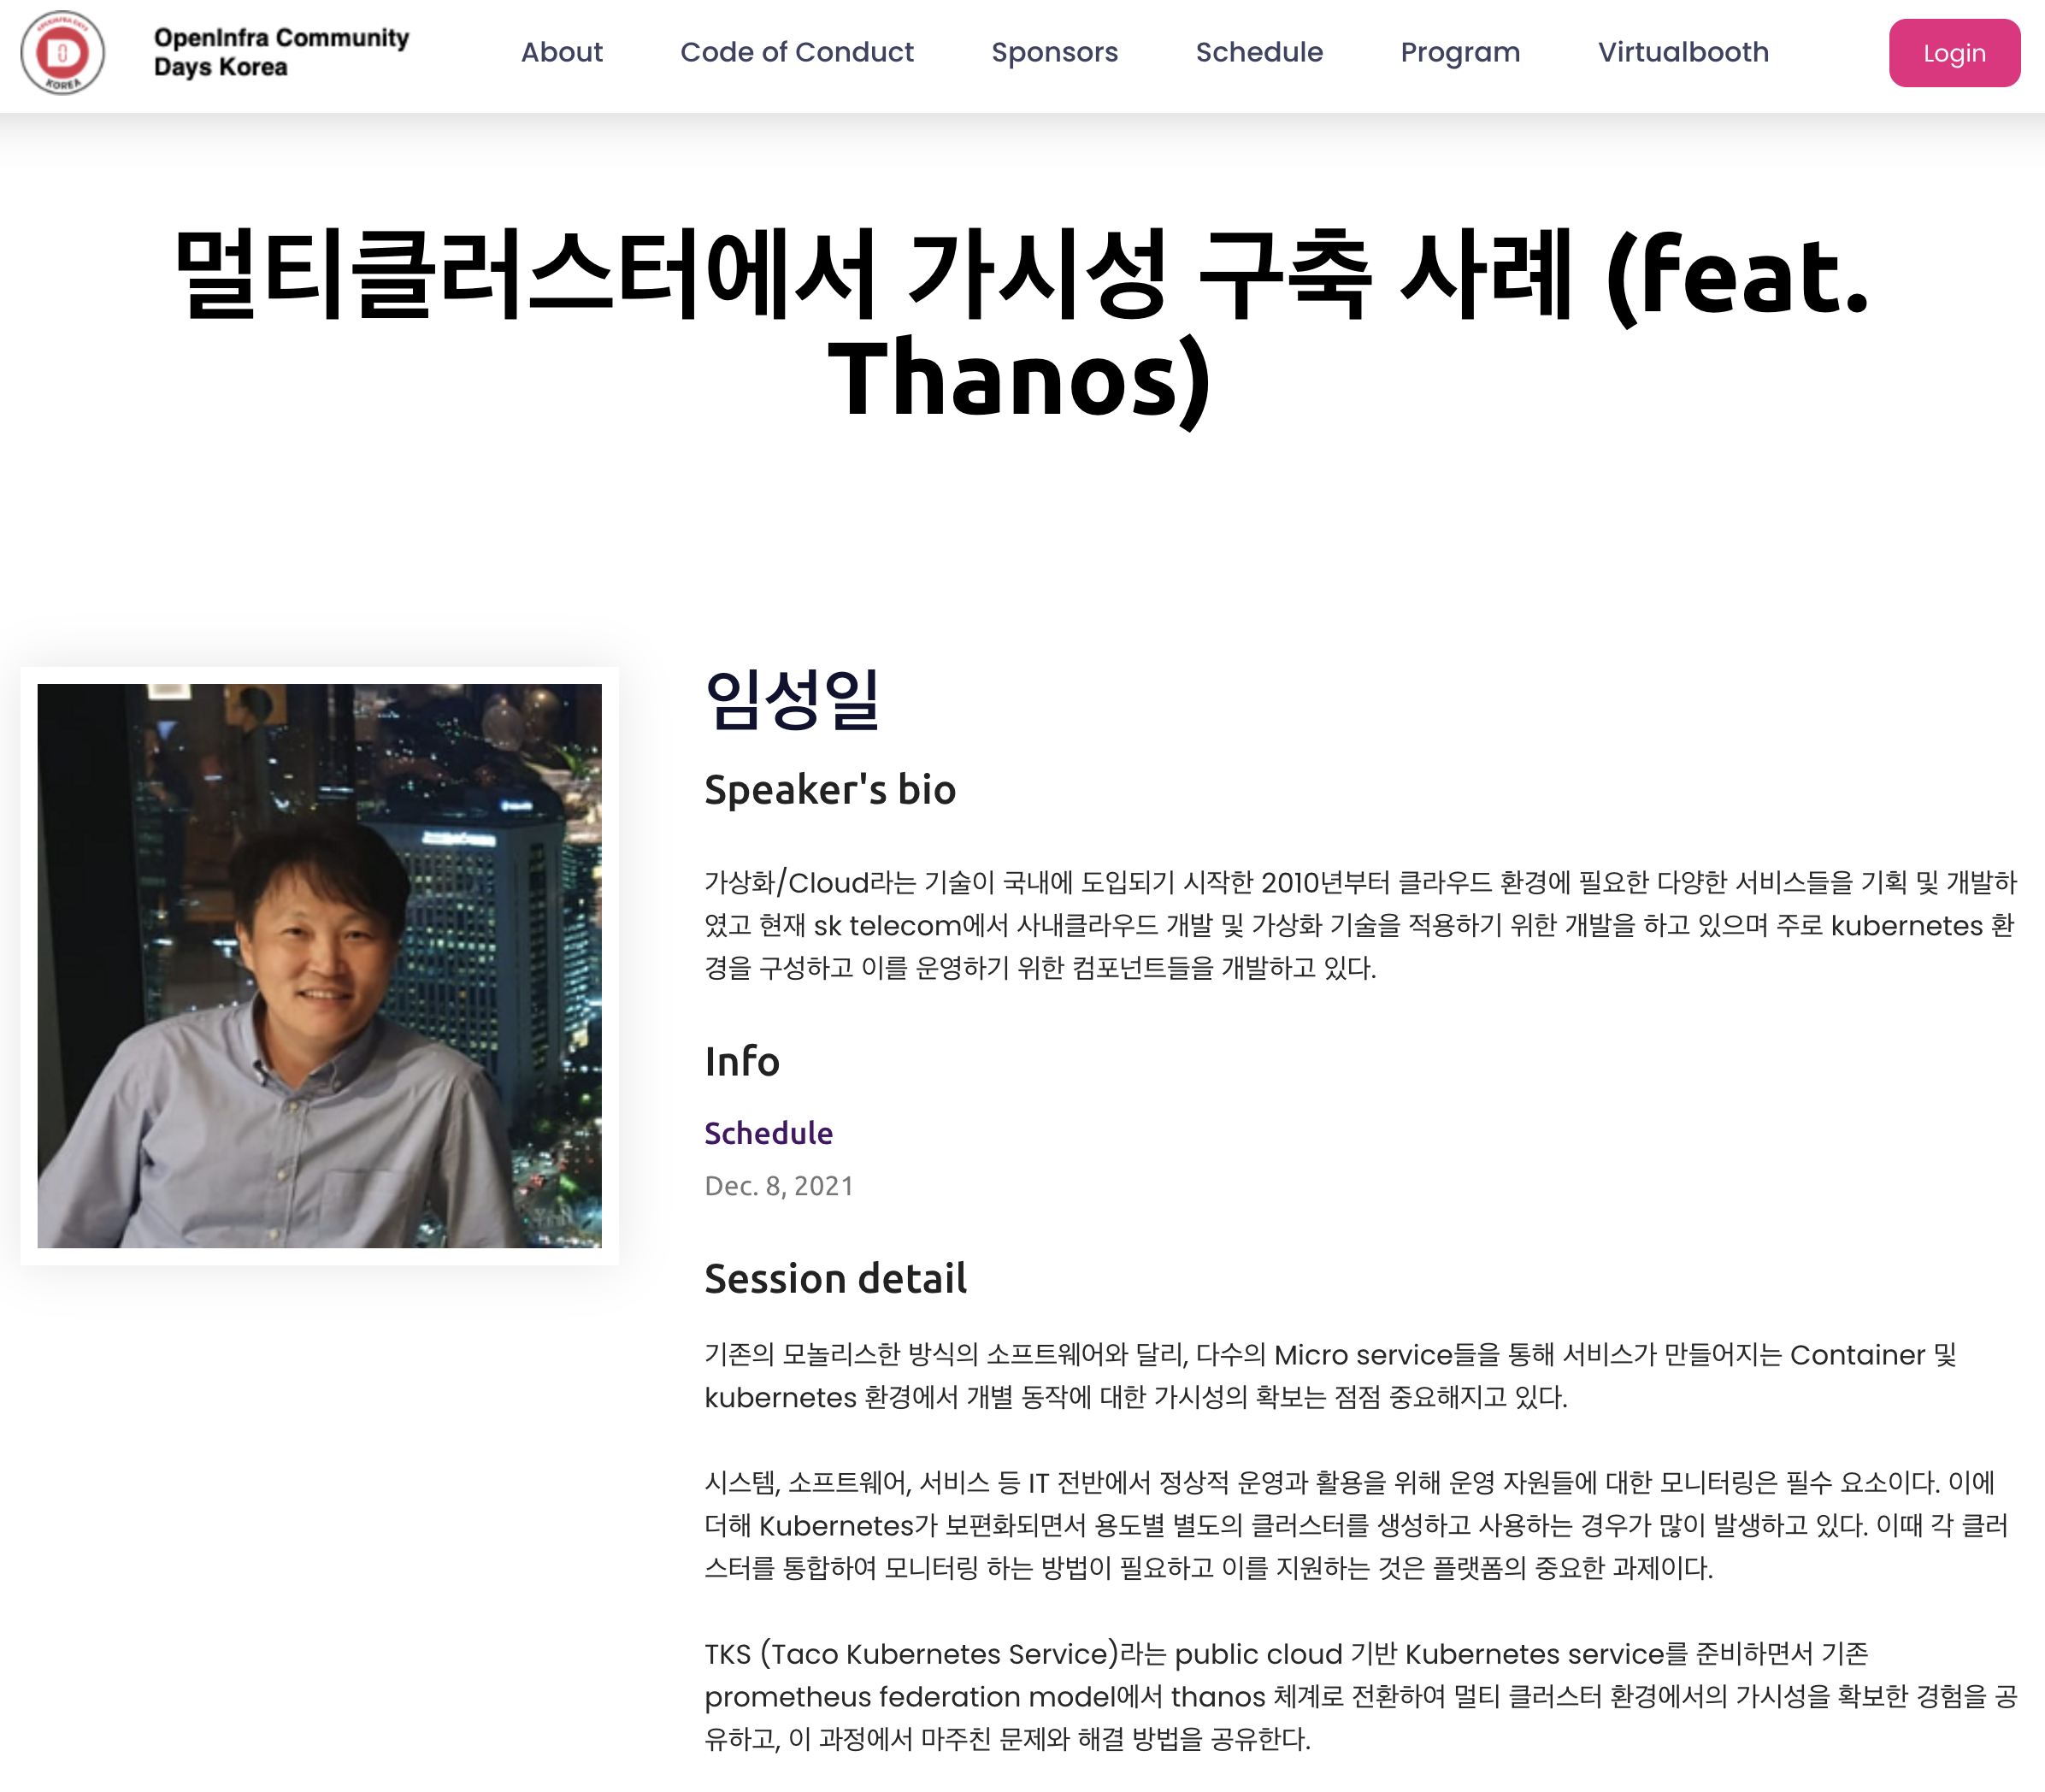 OPENINFRA DAYS
KOREA
OpenInfra Community
Days Korea
About
Code of Conduct
Sponsors
Schedule
Program
Virtualbooth
Login
멀티클러스터에서 가시성 구축 사례 (feat.
Thanos)
임성일
Speaker's bio
가상화/Cloud라는 기술이 국내에 도입되기 시작한 2010년부터 클라우드 환경에 필요한 다양한 서비스들을 기획 및 개발하
였고 현재 sk telecom에서 사내클라우드 개발 및 가상화 기술을 적용하기 위한 개발을 하고 있으며 주로 kubernetes 환
경을 구성하고 이를 운영하기 위한 컴포넌트들을 개발하고 있다.
Info
Schedule
Dec. 8, 2021
Session detail
기존의 모놀리스한 방식의 소프트웨어와 달리, 다수의 Micro service들을 통해 서비스가 만들어지는 Container 및
kubernetes 환경에서 개별 동작에 대한 가시성의 확보는 점점 중요해지고 있다.
시스템, 소프트웨어, 서비스 등 IT 전반에서 정상적 운영과 활용을 위해 운영 자원들에 대한 모니터링은 필수 요소이다. 이에
더해 Kubernetes가 보편화되면서 용도별 별도의 클러스터를 생성하고 사용하는 경우가 많이 발생하고 있다. 이때 각 클러
스터를 통합하여 모니터링 하는 방법이 필요하고 이를 지원하는 것은 플랫폼의 중요한 과제이다.
TKS (Taco Kubernetes Service)라는 public cloud 기반 Kubernetes service를 준비하면서 기존
prometheus federation model에서 thanos 체계로 전환하여 멀티 클러스터 환경에서의 가시성을 확보한 경험을 공
유하고, 이 과정에서 마주친 문제와 해결 방법을 공유한다.